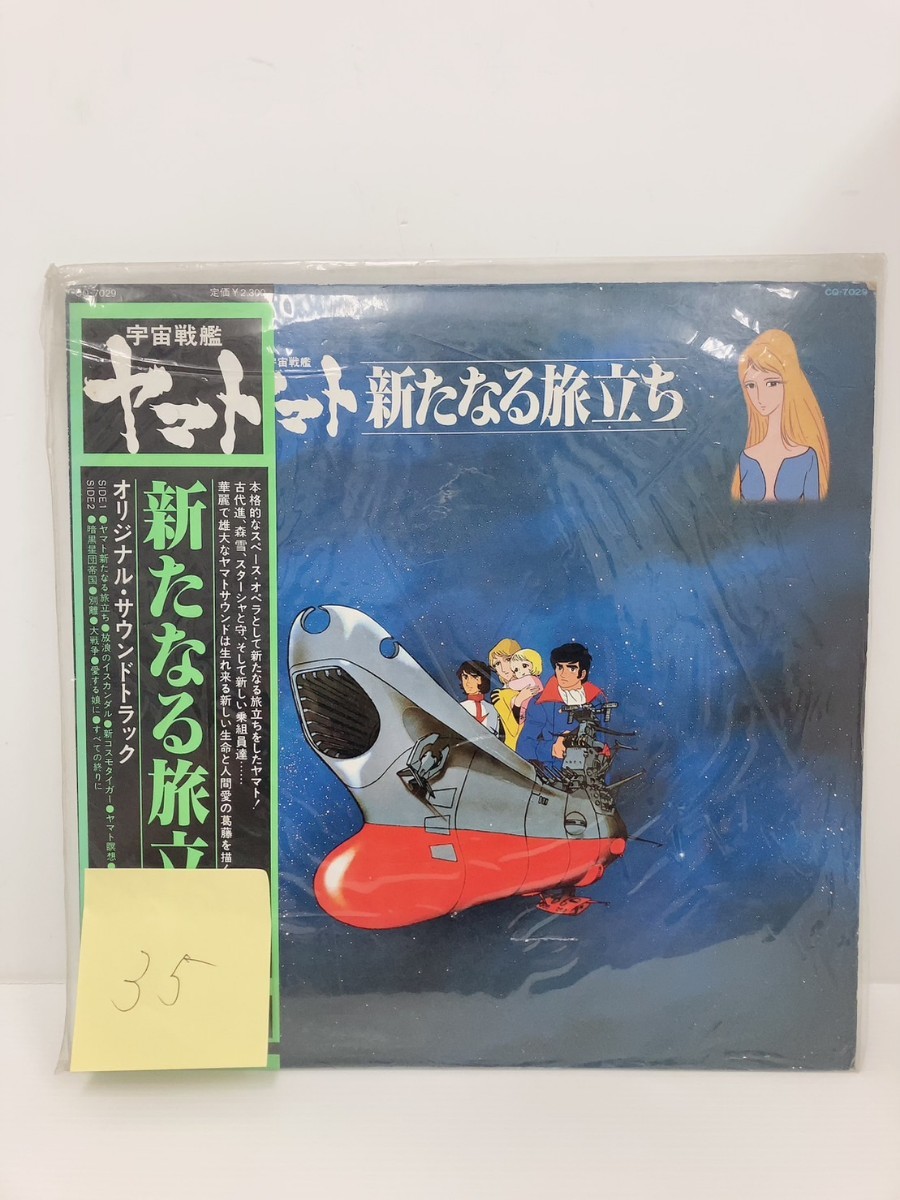 CQ-7029
定価¥2,300
CQ-7029
宇宙戦艦
ヤマト
宙戦艦
マト
新たなる旅立ち
本格的なスペース・オペラとして新たなる旅立ちをしたヤマト!
古代進、森雪、スターシャと守、そして新しい乗組員達……
華麗で雄大なヤマトサウンドは生れ来る新しい生命と人間愛の葛藤を描く
新たなる旅立
オリジナル・サウンドトラック
SIDE1●ヤマト新たなる旅立ち●放浪のイスカンダル●新コスモタイガー●ヤマト瞑想●
SIDE2●暗黒星団帝国●別離●大戦争●愛する娘に●すべての終りに
35